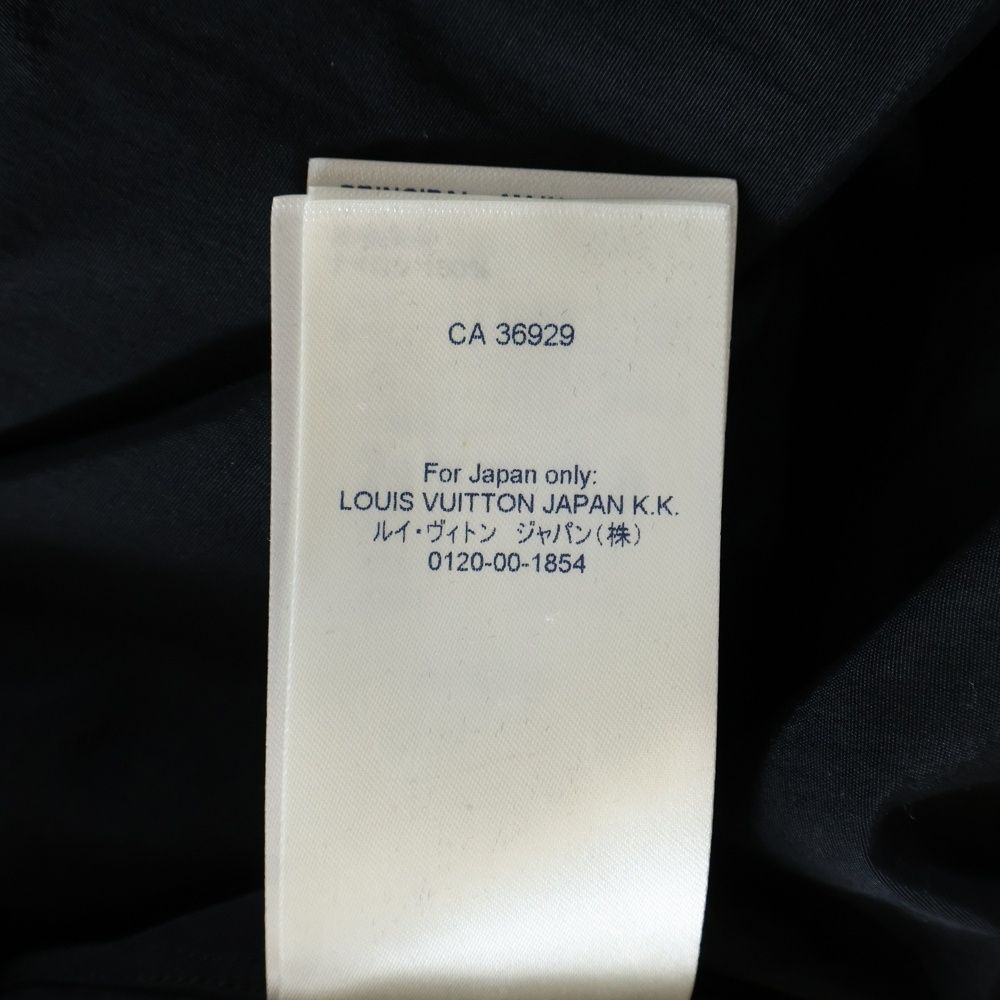 CA 36929
For Japan only:
LOUIS VUITTON JAPAN K.K.
ルイ・ヴィトン ジャパン(株)
0120-00-1854